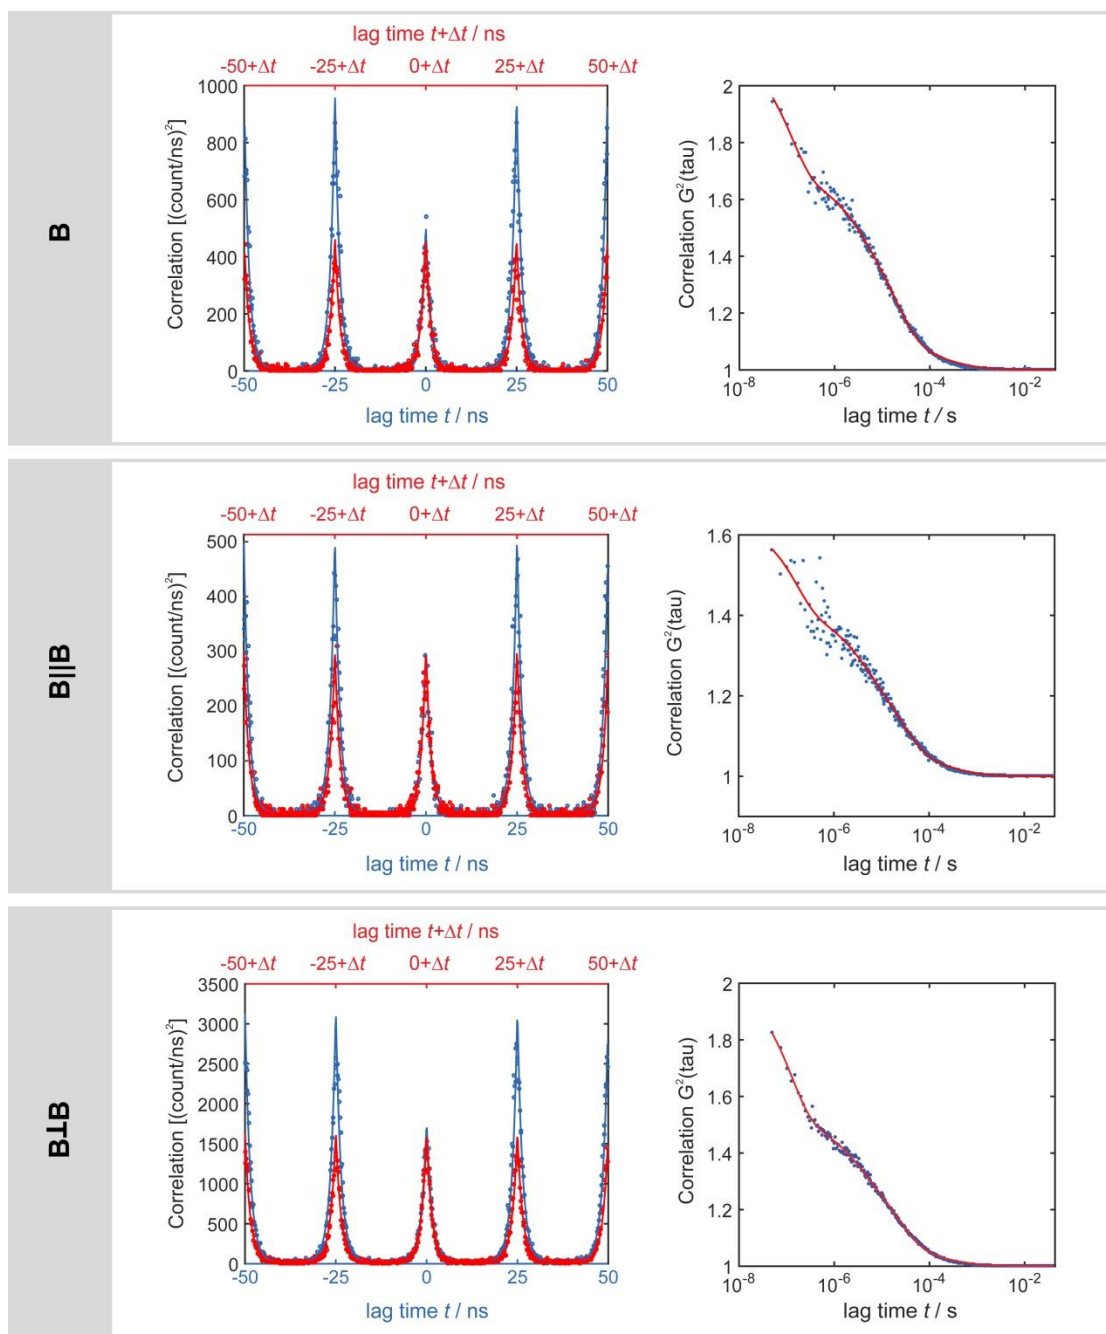 B
lag time t+Δt / ns
-50+Δt -25+Δt 0+Δt 25+Δt 50+Δt
Correlation [(count/ns)²]
1000
800
600
400
200
0
-50 -25 0 25 50
lag time t / ns
Correlation G²(tau)
2
1.8
1.6
1.4
1.2
1
10⁻⁸ 10⁻⁶ 10⁻⁴ 10⁻²
lag time t / s
B||B
lag time t+Δt / ns
-50+Δt -25+Δt 0+Δt 25+Δt 50+Δt
Correlation [(count/ns)²]
500
400
300
200
100
0
-50 -25 0 25 50
lag time t / ns
Correlation G²(tau)
1.6
1.4
1.2
1
10⁻⁸ 10⁻⁶ 10⁻⁴ 10⁻²
lag time t / s
B⊥B
lag time t+Δt / ns
-50+Δt -25+Δt 0+Δt 25+Δt 50+Δt
Correlation [(count/ns)²]
3500
3000
2500
2000
1500
1000
500
0
-50 -25 0 25 50
lag time t / ns
Correlation G²(tau)
2
1.8
1.6
1.4
1.2
1
10⁻⁸ 10⁻⁶ 10⁻⁴ 10⁻²
lag time t / s